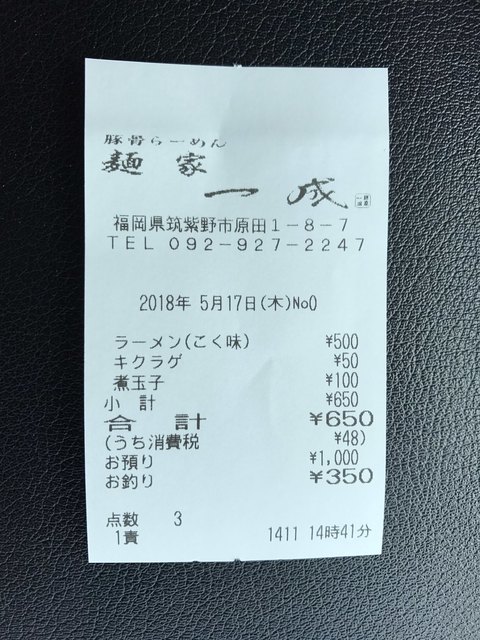 豚骨らーめん
麺家
一成
福岡県筑紫野市原田1-8-7
TEL 092-927-2247
2018年 5月17日(木)No0
ラーメン(こく味) ¥500
キクラゲ ¥50
煮玉子 ¥100
小 計 ¥650
合 計 ¥650
(うち消費税 ¥48)
お預り ¥1,000
お釣り ¥350
点数 3
1責 1411 14時41分